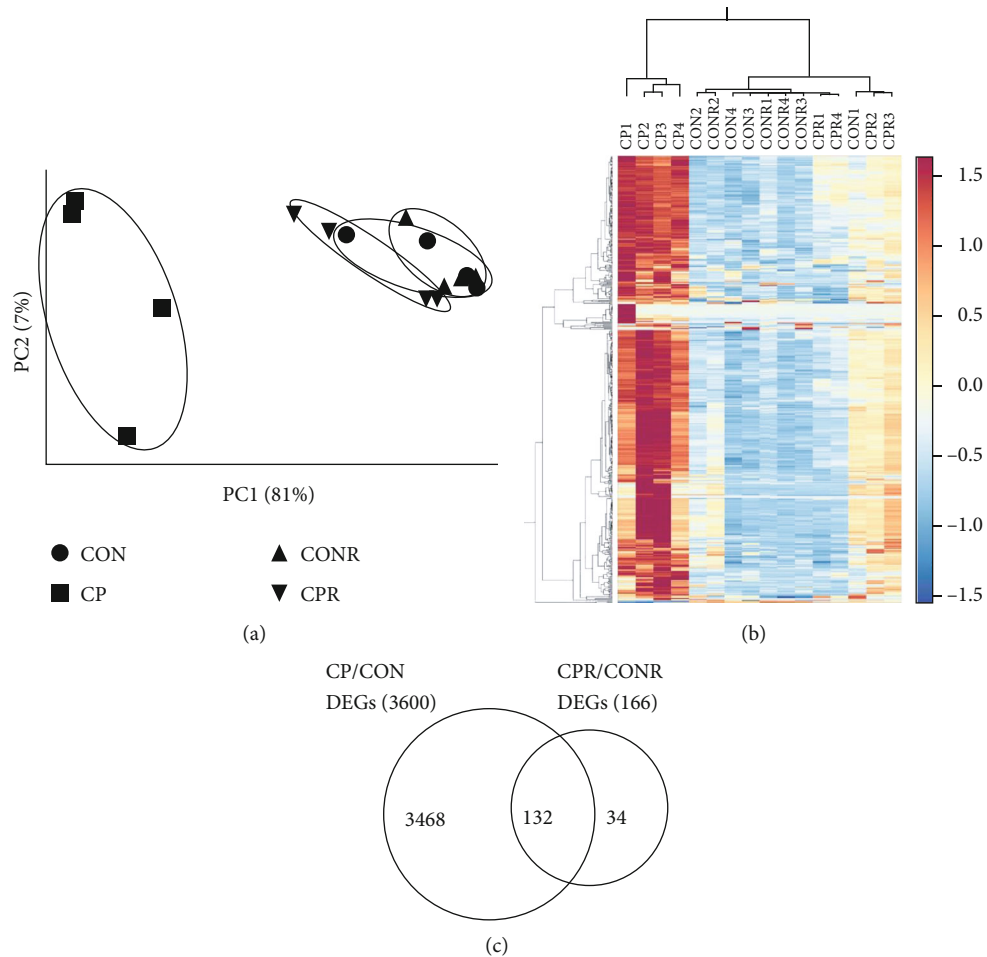 PC2 (7%)
PC1 (81%)
CON
CONR
CP
CPR
(a)
CP1
CP2
CP3
CP4
CON2
CONR2
CON4
CON3
CONR1
CONR4
CONR3
CPR1
CPR4
CON1
CPR2
CPR3
1.5
1.0
0.5
0.0
–0.5
–1.0
–1.5
(b)
CP/CON
DEGs (3600)
CPR/CONR
DEGs (166)
3468
132
34
(c)